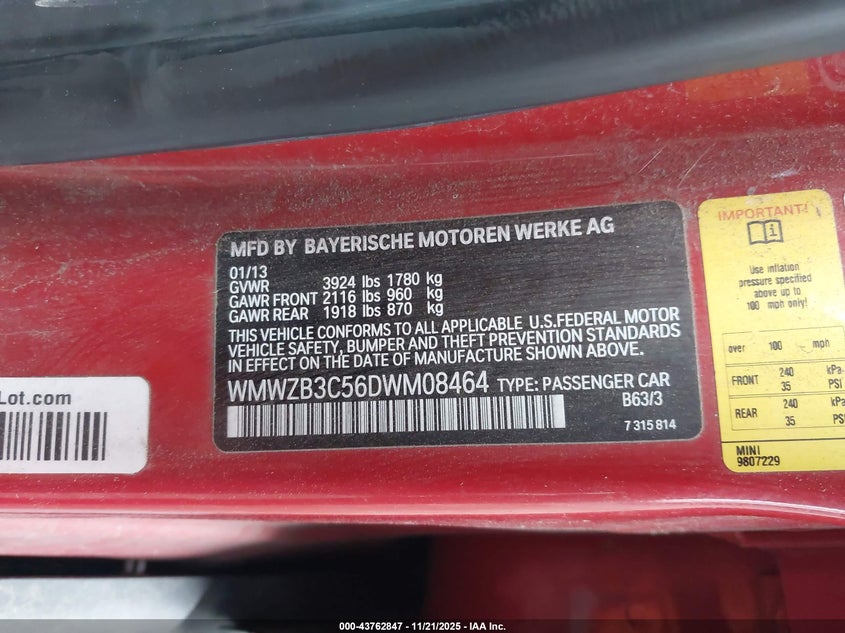 MFD BY BAYERISCHE MOTOREN WERKE AG
01/13
GVWR 3924 lbs 1780 kg
GAWR FRONT 2116 lbs 960 kg
GAWR REAR 1918 lbs 870 kg
THIS VEHICLE CONFORMS TO ALL APPLICABLE U.S.FEDERAL MOTOR
VEHICLE SAFETY, BUMPER AND THEFT PREVENTION STANDARDS
IN EFFECT ON THE DATE OF MANUFACTURE SHOWN ABOVE.
WMWZB3C56DWM08464 TYPE: PASSENGER CAR
B63/3
7 315 814
IMPORTANT!
Use inflation
pressure specified
above up to
100 mph only!
over 100 mph
FRONT 240 kPa
35 PSI
REAR 240 kPa
35 PSI
MINI
9807229
Lot.com
000-43762847 - 11/21/2025 - IAA Inc.